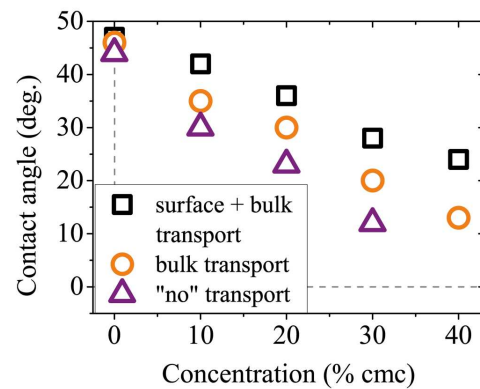 50
40
30
20
10
0
Contact angle (deg.)
surface + bulk
transport
bulk transport
"no" transport
0 10 20 30 40
Concentration (% cmc)